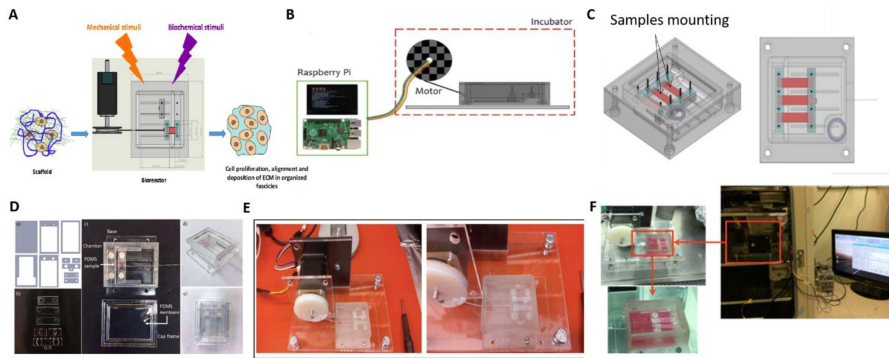 A
Mechanical stimuli
Biochemical stimuli
Scaffold
Bioreactor
Cell proliferation, alignment and
deposition of ECM in organized
fascicles
B
Incubator
Raspberry Pi
Motor
C
Samples mounting
D
a)
b)
c)
d)
e)
Base
Chamber
PDMS
sample
PDMS
membrane
Cap frame
E
F